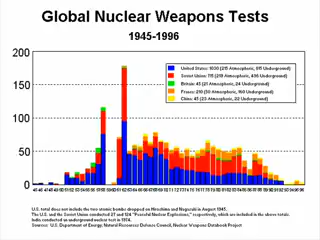 Global Nuclear Weapons Tests
1945-1996
200
150
100
50
0
United States: 1030 (215 Atmospheric, 815 Underground)
Soviet Union: 715 (219 Atmospheric, 496 Underground)
Britain: 45 (21 Atmospheric, 24 Underground)
France: 210 (50 Atmospheric, 160 Underground)
China: 45 (23 Atmospheric, 22 Underground)
U.S. total does not include the two atomic bombs dropped on Hiroshima and Nagasaki in August 1945.
The U.S. and the Soviet Union conducted 27 and 124 "Peaceful Nuclear Explosions," respectively, which are included in the above totals.
India conducted an underground nuclear test in 1974.
Sources: U.S. Department of Energy; Natural Resources Defense Council, Nuclear Weapons Databook Project